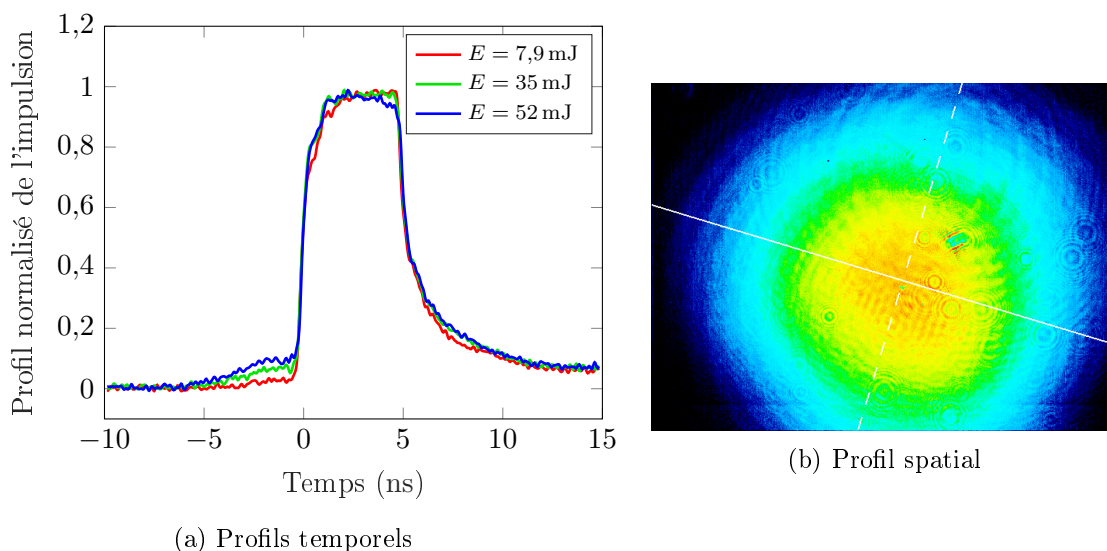 Profil normalisé de l'impulsion
1,2
1
0,8
0,6
0,4
0,2
0
−10
−5
0
5
10
15
Temps (ns)
E = 7,9 mJ
E = 35 mJ
E = 52 mJ
(a) Profils temporels
(b) Profil spatial